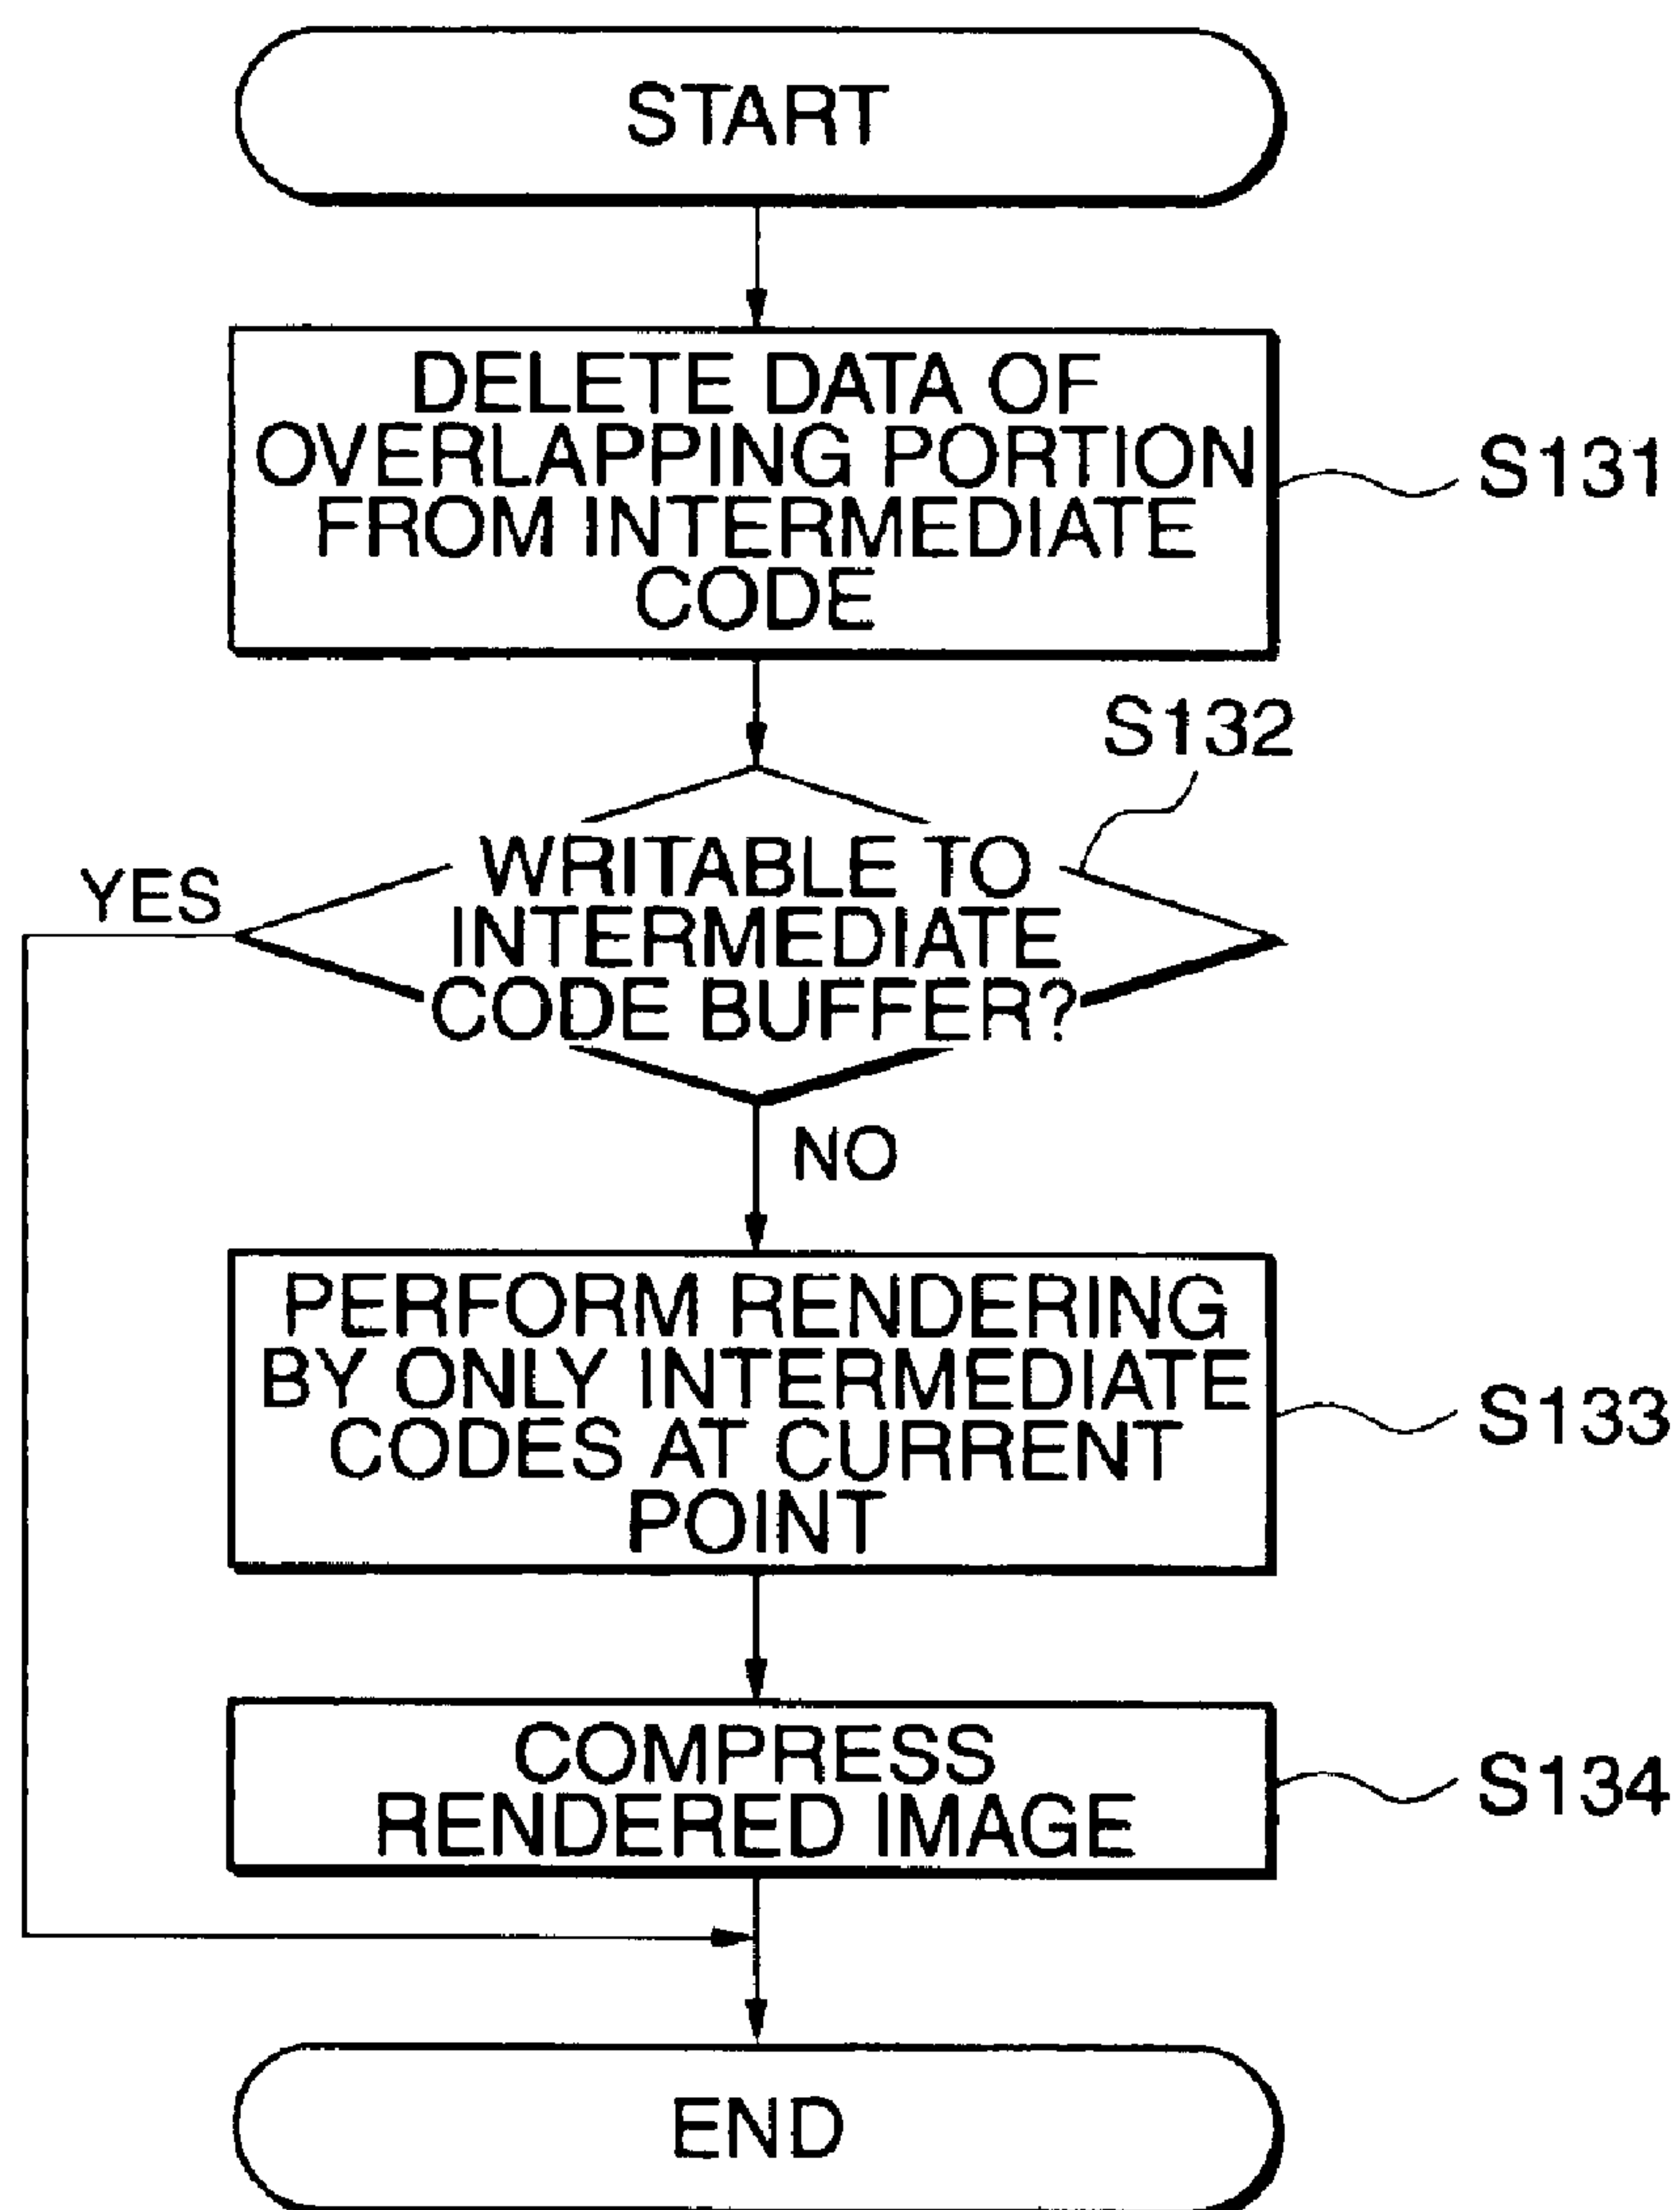 START
DELETE DATA OF
OVERLAPPING PORTION
FROM INTERMEDIATE
CODE
S131
S132
WRITABLE TO
INTERMEDIATE
CODE BUFFER?
YES
NO
PERFORM RENDERING
BY ONLY INTERMEDIATE
CODES AT CURRENT
POINT
S133
COMPRESS
RENDERED IMAGE
S134
END